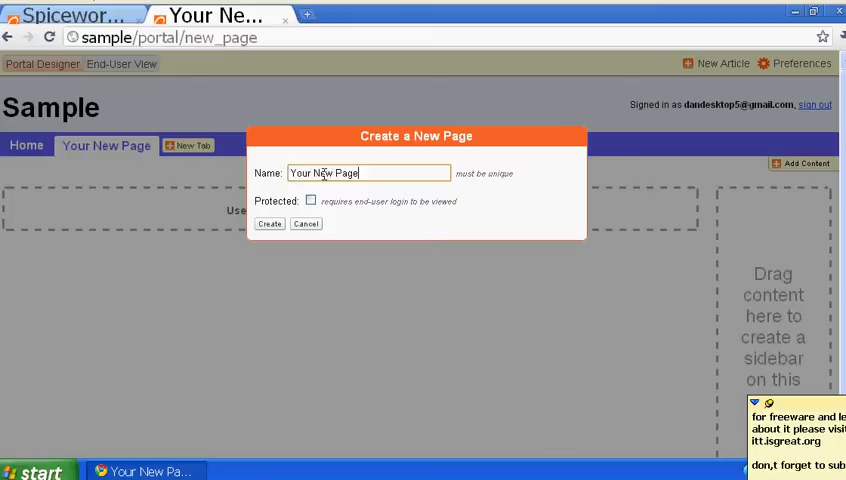 Spicewor...
Your Ne...
sample/portal/new_page
Portal Designer
End-User View
New Article
Preferences
Sample
Signed in as dandesktop5@gmail.com, sign out
Home
Your New Page
New Tab
Add Content
Create a New Page
Name: Your New Page must be unique
Protected: requires end-user login to be viewed
Create
Cancel
Use
Drag
content
here to
create a
sidebar
on this
for freeware and le
about it please visit
itt.isgreat.org
don,t forget to sub
start
Your New Pa...